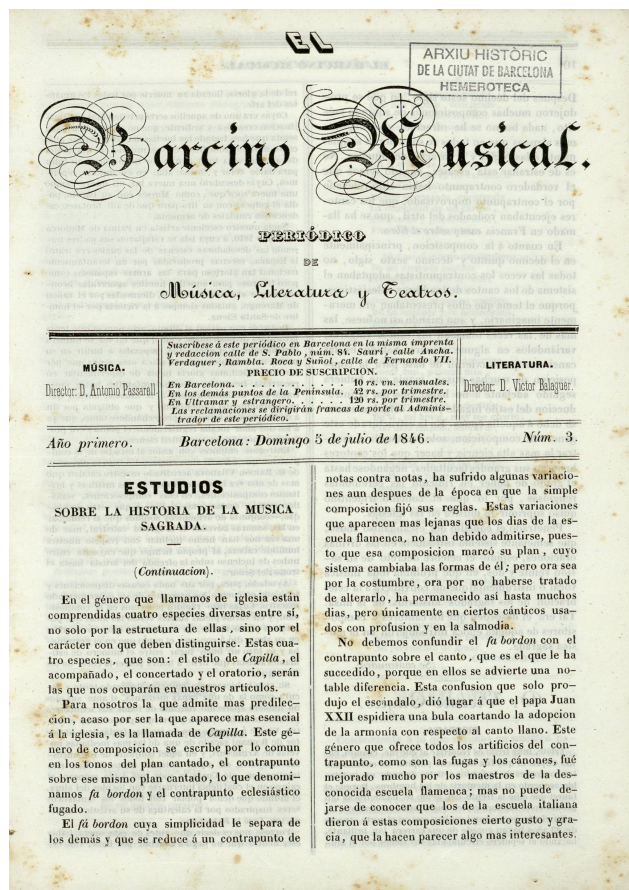 EL
ARXIU HISTÒRIC
DE LA CIUTAT DE BARCELONA
HEMEROTECA
Barcino Musical.
PERIÓDICO
DE
Música, Literatura y Teatros.
MÚSICA.
Director: D, Antonio Passarell.
Suscribese á este periódico en Barcelona en la misma imprenta
y redaccion calle de S. Pablo, núm. 84. Saurí, calle Ancha.
Verdaguer, Rambla. Roca y Suñol, calle de Fernando VII.
PRECIO DE SUSCRIPCION.
En Barcelona. . . . . . . . . . . . . 10 rs. vn. mensuales.
En los demás puntos de la Península. 42 rs. por trimestre.
En Ultramar y estrangero. . . . . 120 rs. por trimestre.
Las reclamaciones se dirigirán francas de porte al Adminis-
trador de este periódico.
LITERATURA.
Director: D. Victor Balaguer.
Año primero.
Barcelona: Domingo 5 de julio de 1846.
Núm. 3.
ESTUDIOS
SOBRE LA HISTORIA DE LA MUSICA
SAGRADA.
(Continuacion).
En el género que llamamos de iglesia están
comprendidas cuatro especies diversas entre sí,
no solo por la estructura de ellas, sino por el
carácter con que deben distinguirse. Estas cua-
tro especies, que son: el estilo de Capilla, el
acompañado, el concertado y el oratorio, serán
las que nos ocuparán en nuestros articulos.
Para nosotros la que admite mas predilec-
cion, acaso por ser la que aparece mas esencial
á la iglesia, es la llamada de Capilla. Este gé-
nero de composicion se escribe por lo comun
en los tonos del plan cantado, el contrapunto
sobre ese mismo plan cantado, lo que denomi-
namos fa bordon y el contrapunto eclesiástico
fugado.
El fá bordon cuya simplicidad le separa de
los demás y que se reduce á un contrapunto de
notas contra notas, ha sufrido algunas variacio-
nes aun despues de la época en que la simple
composicion fijó sus reglas. Estas variaciones
que aparecen mas lejanas que los dias de la es-
cuela flamenca, no han debido admitirse, pues-
to que esa composicion marcó su plan, cuyo
sistema cambiaba las formas de él; pero ora sea
por la costumbre, ora por no haberse tratado
de alterarlo, ha permanecido así hasta muchos
dias, pero únicamente en ciertos cánticos usa-
dos con profusion y en la salmodia.
No debemos confundir el fa bordon con el
contrapunto sobre el canto, que es el que le ha
succedido, porque en ellos se advierte una no-
table diferencia. Esta confusion que solo pro-
dujo el escándalo, dió lugar á que el papa Juan
XXII espidiera una bula coartando la adopcion
de la armonía con respecto al canto llano. Este
género que ofrece todos los artificios del con-
trapunto, como son las fugas y los cánones, fué
mejorado mucho por los maestros de la des-
conocida escuela flamenca; mas no puede de-
jarse de conocer que los de la escuela italiana
dieron á estas composiciones cierto gusto y gra-
cia, que la hacen parecer algo mas interesantes.